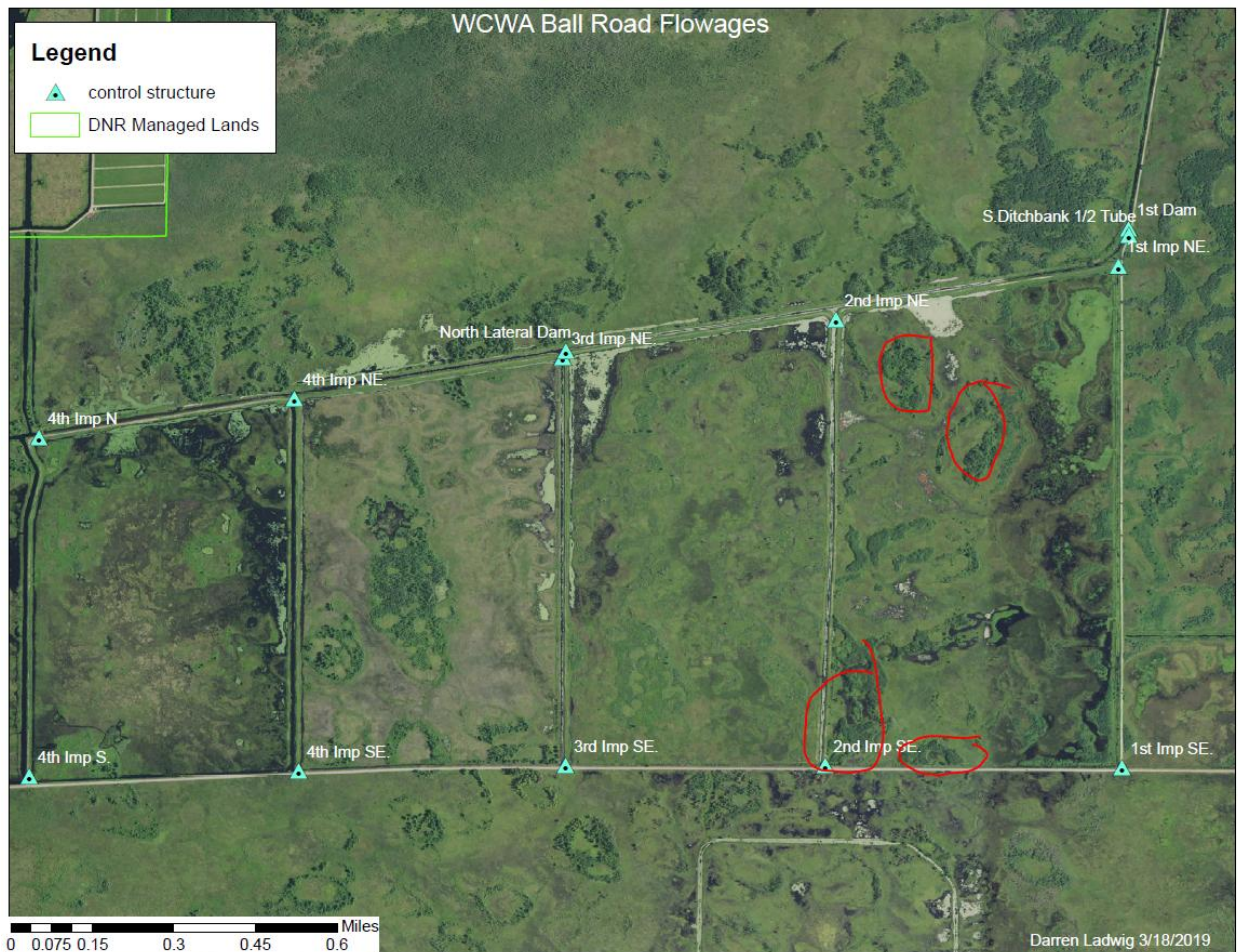 WCWA Ball Road Flowages
Legend
control structure
DNR Managed Lands
1st Dam
S.Ditchbank 1/2 Tube
1st Imp NE.
2nd Imp NE
North Lateral Dam
3rd Imp NE.
4th Imp NE.
4th Imp N
4th Imp S.
4th Imp SE.
3rd Imp SE.
2nd Imp SE.
1st Imp SE.
Miles
0 0.075 0.15 0.3 0.45 0.6
Darren Ladwig 3/18/2019